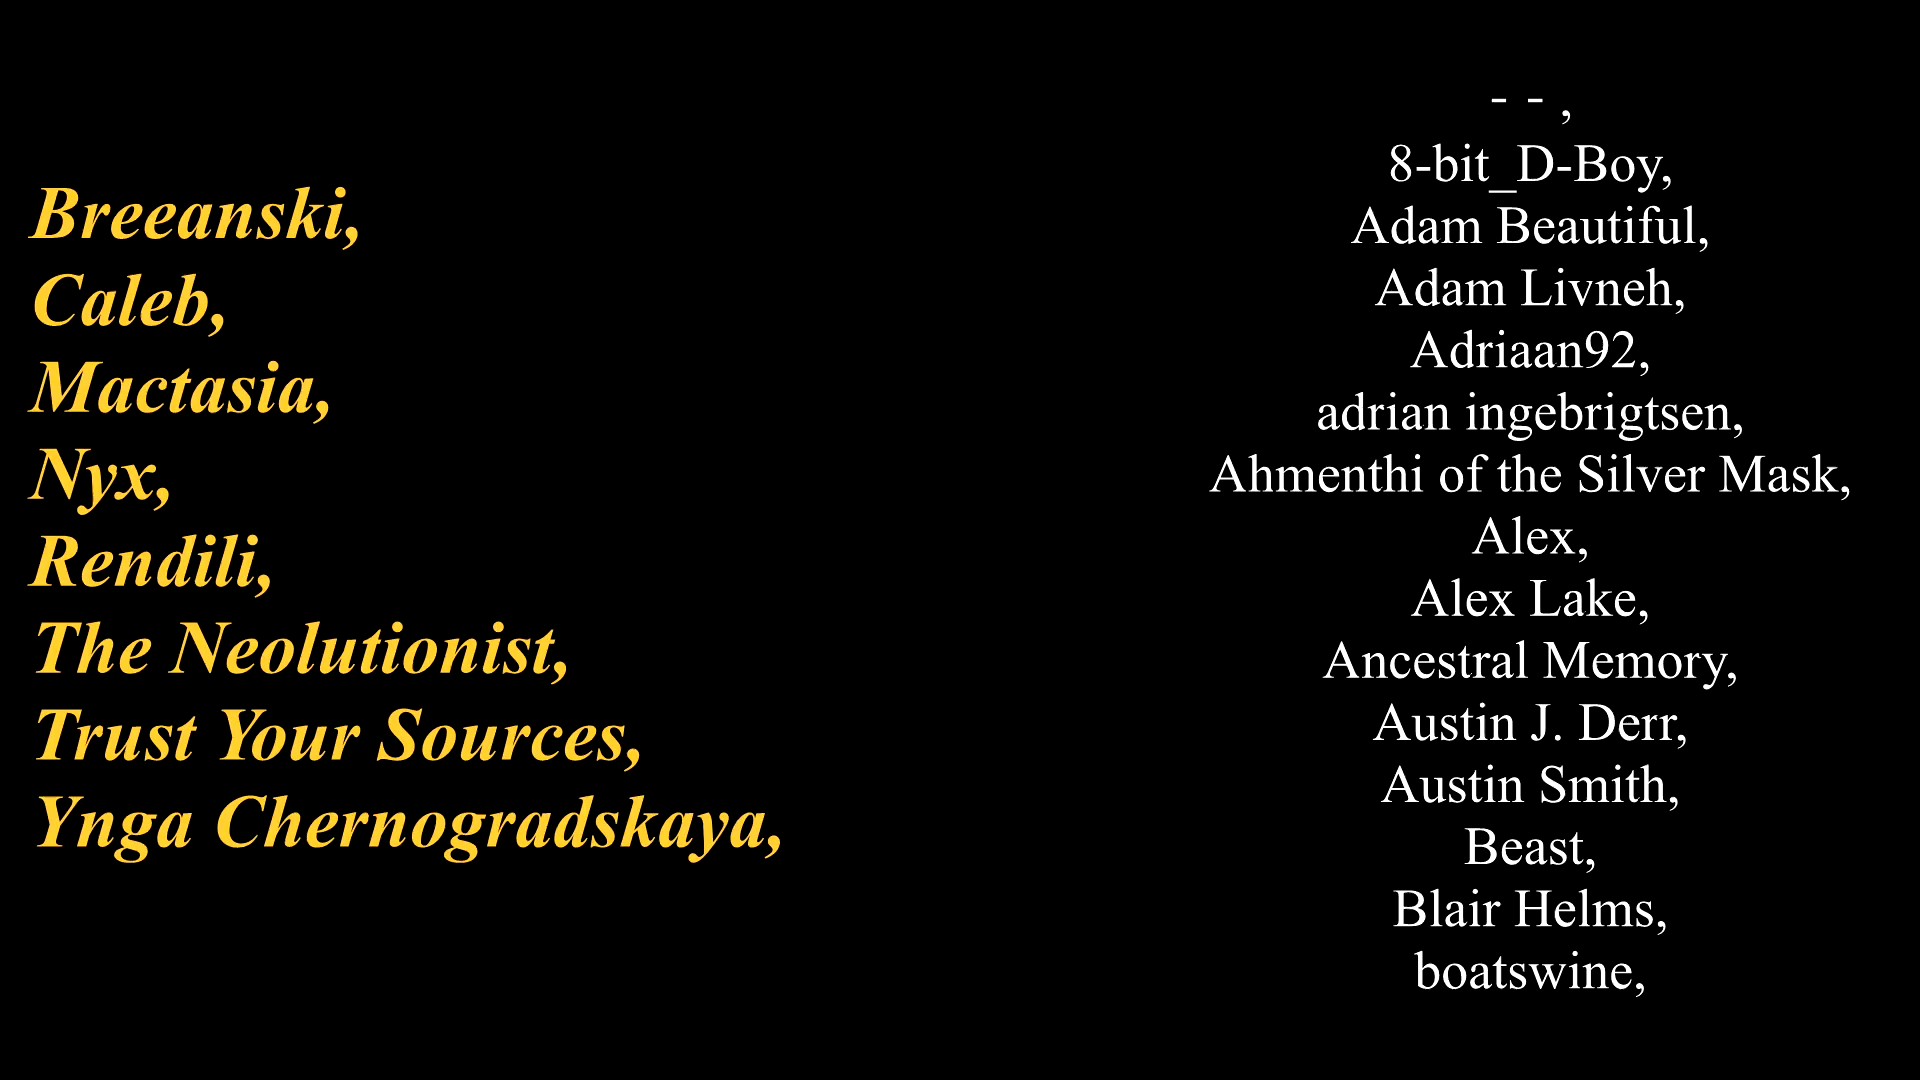 Breeanski,
Caleb,
Mactasia,
Nyx,
Rendili,
The Neolutionist,
Trust Your Sources,
Ynga Chernogradskaya,
- - ,
8-bit_D-Boy,
Adam Beautiful,
Adam Livneh,
Adriaan92,
adrian ingebrigtsen,
Ahmenthi of the Silver Mask,
Alex,
Alex Lake,
Ancestral Memory,
Austin J. Derr,
Austin Smith,
Beast,
Blair Helms,
boatswine,